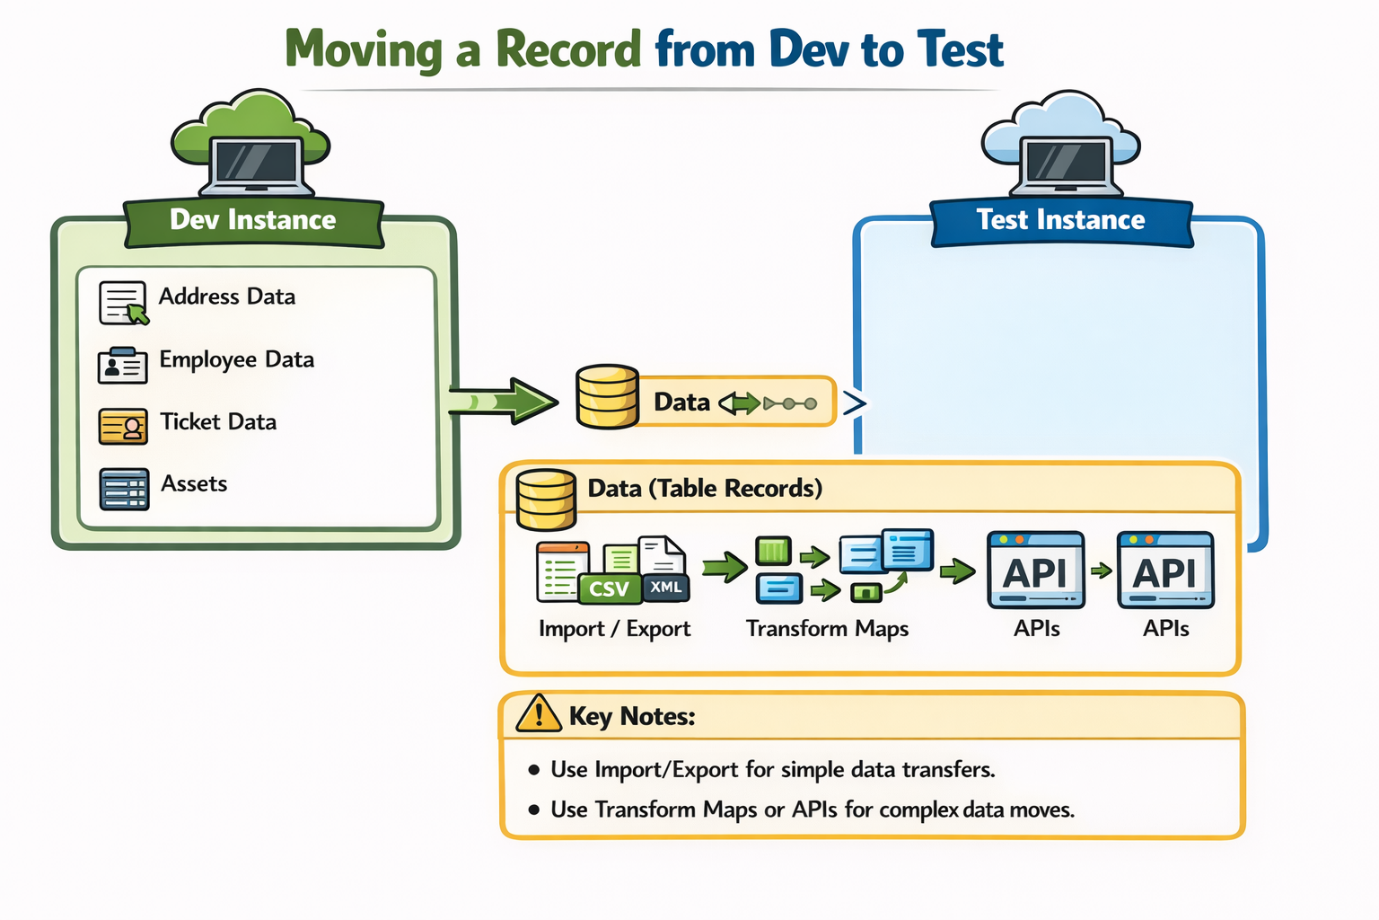 Moving a Record from Dev to Test
Dev Instance
Test Instance
Address Data
Employee Data
Ticket Data
Assets
Data
Data (Table Records)
CSV
XML
API
API
Import / Export
Transform Maps
APIs
APIs
Key Notes:
• Use Import/Export for simple data transfers.
• Use Transform Maps or APIs for complex data moves.